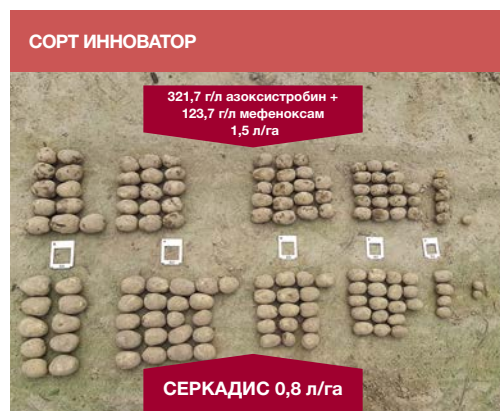 СОРТ ИННОВАТОР
321,7 г/л азоксистробин +
123,7 г/л мефеноксам
1,5 л/га
СЕРКАДИС 0,8 л/га